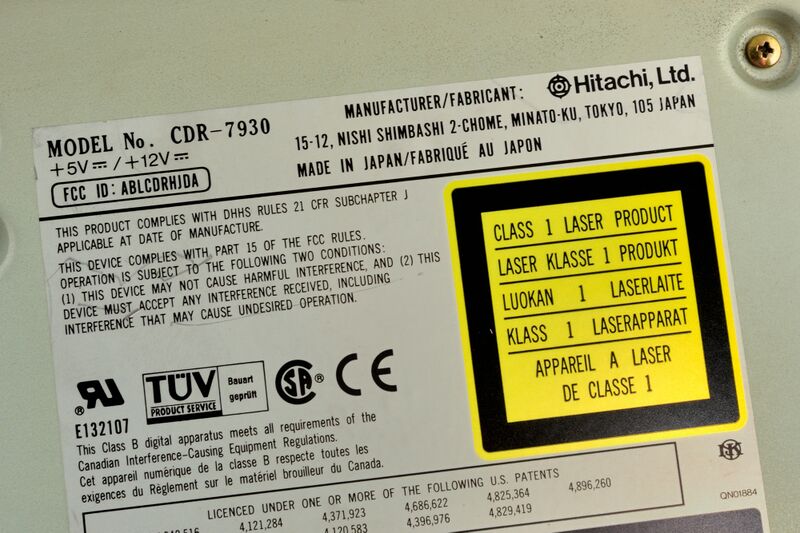 MODEL No. CDR-7930
+5V⎓/+12V⎓
FCC ID: ABLCDRHJDA
MANUFACTURER/FABRICANT: Hitachi, Ltd.
15-12, NISHI SHIMBASHI 2-CHOME, MINATO-KU, TOKYO, 105 JAPAN
MADE IN JAPAN/FABRIQUÉ AU JAPON
THIS PRODUCT COMPLIES WITH DHHS RULES 21 CFR SUBCHAPTER J
APPLICABLE AT DATE OF MANUFACTURE.
THIS DEVICE COMPLIES WITH PART 15 OF THE FCC RULES.
OPERATION IS SUBJECT TO THE FOLLOWING TWO CONDITIONS:
(1) THIS DEVICE MAY NOT CAUSE HARMFUL INTERFERENCE, AND (2) THIS
DEVICE MUST ACCEPT ANY INTERFERENCE RECEIVED, INCLUDING
INTERFERENCE THAT MAY CAUSE UNDESIRED OPERATION.
CLASS 1 LASER PRODUCT
LASER KLASSE 1 PRODUKT
LUOKAN 1 LASERLAITE
KLASS 1 LASERAPPARAT
APPAREIL A LASER
DE CLASSE 1
RU ®
E132107
TÜV
PRODUCT SERVICE
Bauart
geprüft
SA ®
CE
This Class B digital apparatus meets all requirements of the
Canadian Interference-Causing Equipment Regulations.
Cet appareil numérique de la classe B respecte toutes les
exigences du Règlement sur le matériel brouilleur du Canada.
LICENCED UNDER ONE OR MORE OF THE FOLLOWING U.S. PATENTS
4,121,284 4,371,923 4,686,622 4,825,364 4,896,260
4,120,583 4,396,976 4,829,419
QN01884